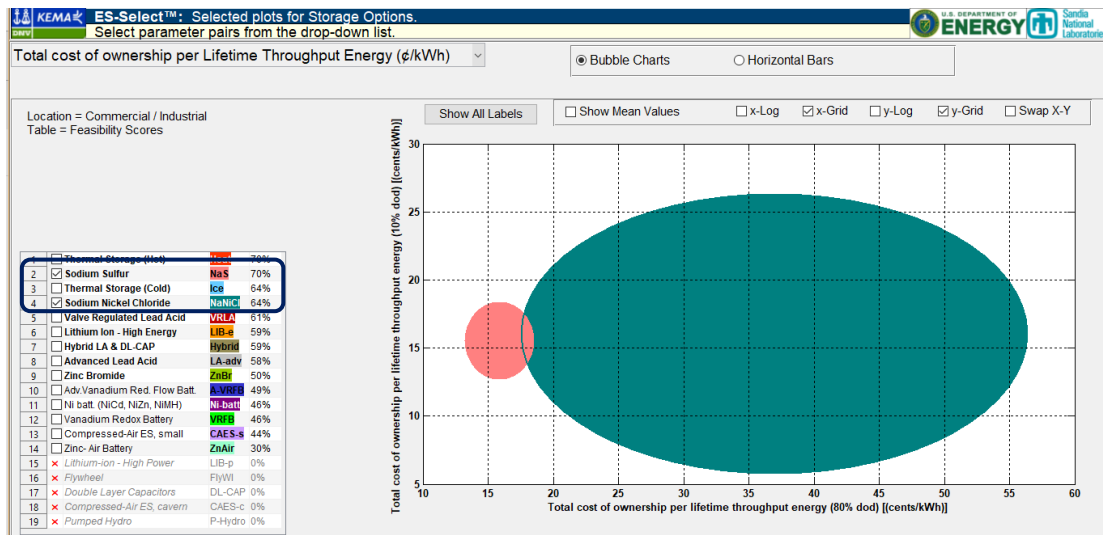 KEMA
DNV
ES-Select™: Selected plots for Storage Options.
Select parameter pairs from the drop-down list.
U.S. DEPARTMENT OF
ENERGY
Sandia
National
Laboratorie
Total cost of ownership per Lifetime Throughput Energy (¢/kWh)
Bubble Charts
Horizontal Bars
Location = Commercial / Industrial
Table = Feasibility Scores
Show All Labels
Show Mean Values
x-Log
x-Grid
y-Log
y-Grid
Swap X-Y
1 Thermal Storage (Hot) Heat 70%
2 Sodium Sulfur NaS 70%
3 Thermal Storage (Cold) Ice 64%
4 Sodium Nickel Chloride NaNiCl 64%
5 Valve Regulated Lead Acid VRLA 61%
6 Lithium Ion - High Energy LIB-e 59%
7 Hybrid LA & DL-CAP Hybrid 59%
8 Advanced Lead Acid LA-adv 58%
9 Zinc Bromide ZnBr 50%
10 Adv.Vanadium Red. Flow Batt. A-VRFB 49%
11 Ni batt. (NiCd, NiZn, NiMH) Ni-batt 46%
12 Vanadium Redox Battery VRFB 46%
13 Compressed-Air ES, small CAES-s 44%
14 Zinc- Air Battery ZnAir 30%
15 Lithium-ion - High Power LIB-p 0%
16 Flywheel FlyWl 0%
17 Double Layer Capacitors DL-CAP 0%
18 Compressed-Air ES, cavern CAES-c 0%
19 Pumped Hydro P-Hydro 0%
Total cost of ownership per lifetime throughput energy (10% dod) [(cents/kWh)]
30
25
20
15
10
5
10 15 20 25 30 35 40 45 50 55 60
Total cost of ownership per lifetime throughput energy (80% dod) [(cents/kWh)]